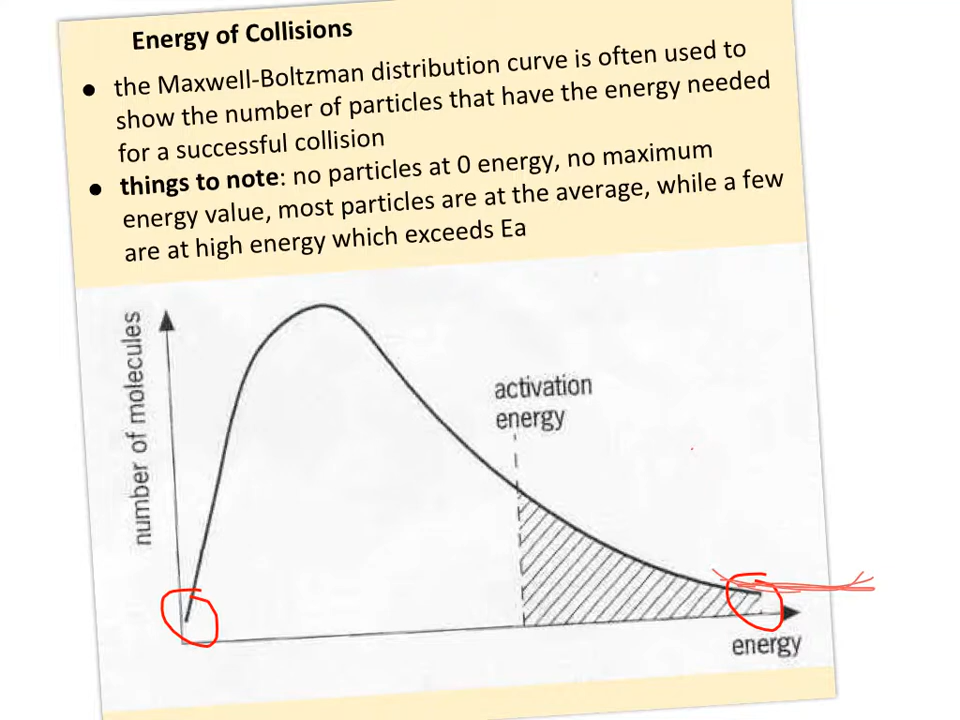 Energy of Collisions
● the Maxwell-Boltzman distribution curve is often used to
show the number of particles that have the energy needed
for a successful collision
● things to note: no particles at 0 energy, no maximum
energy value, most particles are at the average, while a few
are at high energy which exceeds Ea
number of molecules
activation
energy
energy